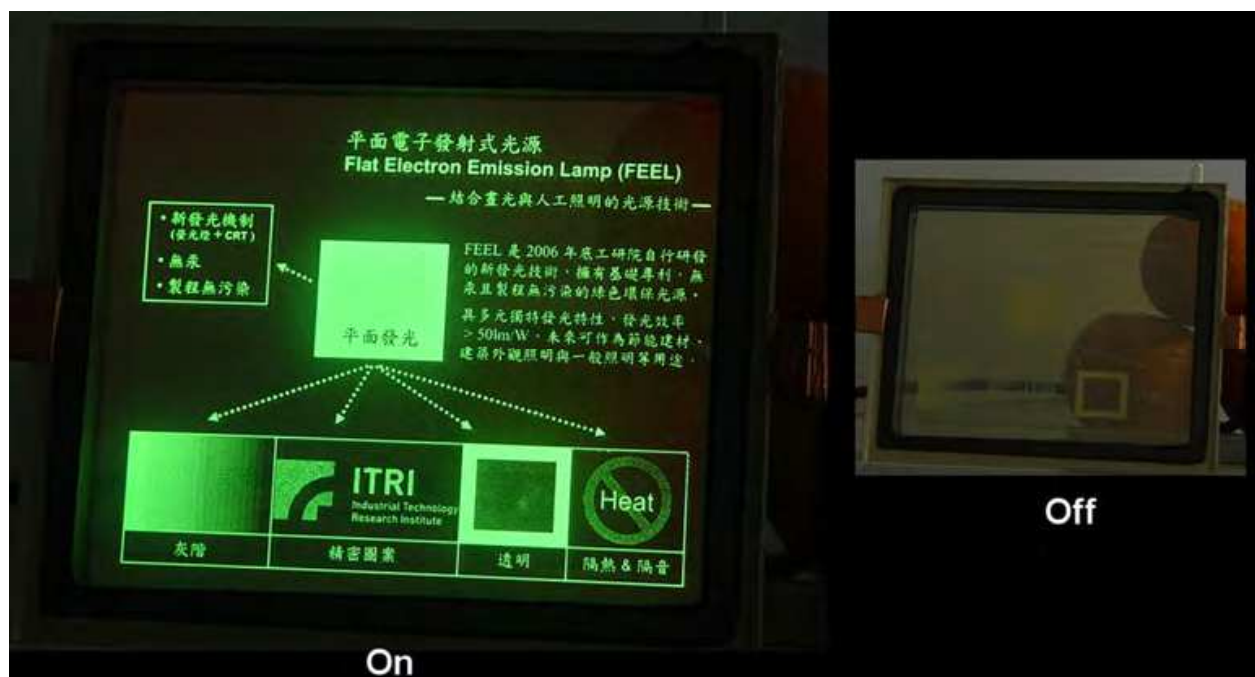 平面電子發射式光源
Flat Electron Emission Lamp (FEEL)
結合晝光與人工照明的光源技術
• 新發光機制
(螢光燈 + CRT)
• 無汞
• 製程無污染
FEEL 是 2006 年底工研院自行研發
的新發光技術,擁有基礎專利,無
汞且製程無污染的綠色環保光源。
具多元獨特發光特性,發光效率
> 50lm/W,未來可作為節能建材、
建築外觀照明與一般照明等用途。
平面發光
ITRI
Industrial Technology
Research Institute
Heat
灰階
精密圖案
透明
隔熱 & 隔音
On
Off